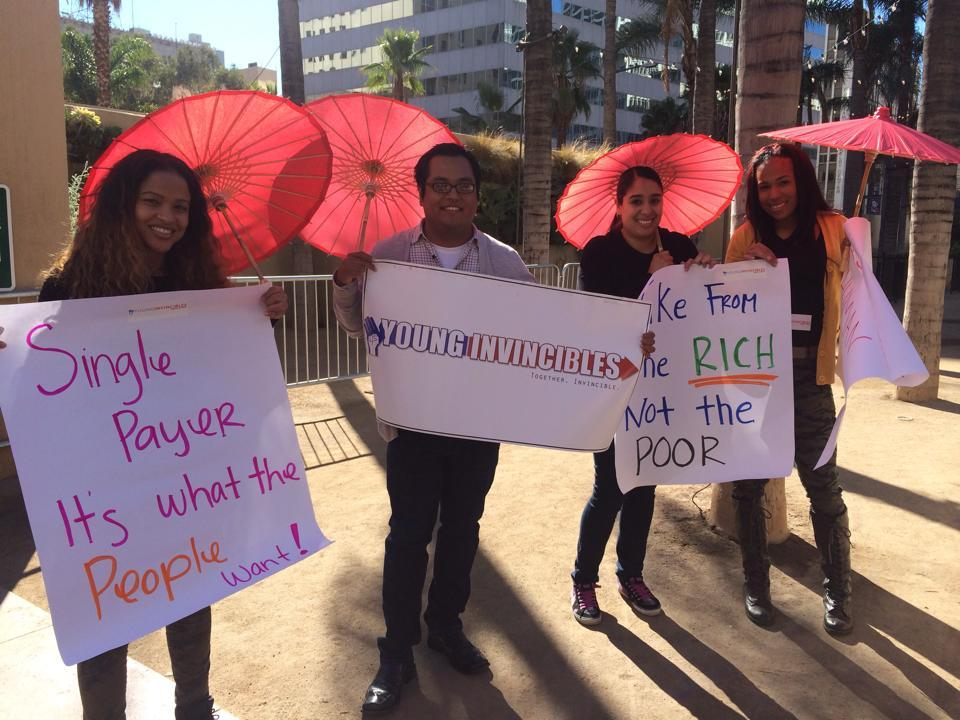 Single
Payer
It's what the
People want!
YOUNG INVINCIBLES
TOGETHER. INVINCIBLE.
From
RICH
Not the
POOR